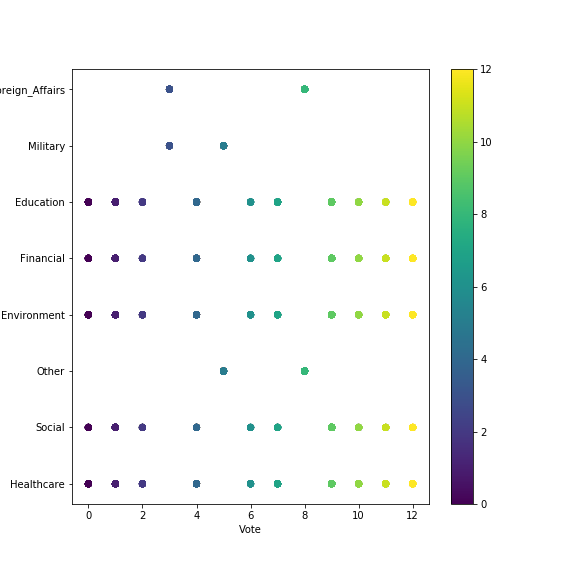 oreign_Affairs
Military
Education
Financial
Environment
Other
Social
Healthcare
0 2 4 6 8 10 12
Vote
12
10
8
6
4
2
0